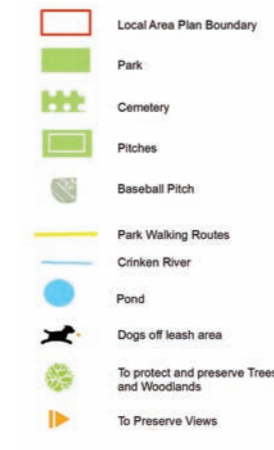 Local Area Plan Boundary
Park
Cemetery
Pitches
Baseball Pitch
Park Walking Routes
Crinken River
Pond
Dogs off leash area
To protect and preserve Trees
and Woodlands
To Preserve Views